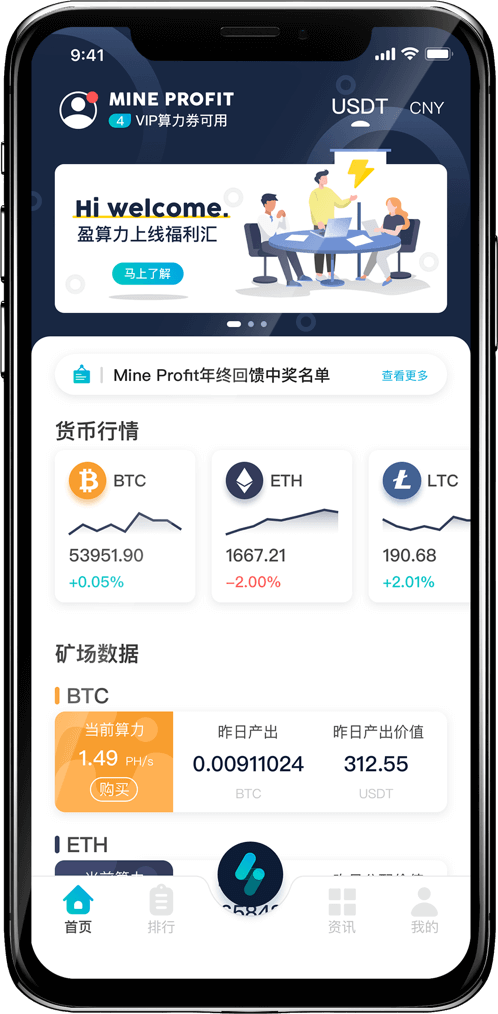 9:41
MINE PROFIT
USDT CNY
4 VIP算力券可用
Hi welcome.
盈算力上线福利汇
马上了解
Mine Profit年终回馈中奖名单 查看更多
货币行情
BTC ETH LTC
53951.90 1667.21 190.68
+0.05% -2.00% +2.01%
矿场数据
BTC
当前算力 昨日产出 昨日产出价值
1.49 PH/s 0.00911024 312.55
购买 BTC USDT
ETH
当前算力
首页 排行 资讯 我的